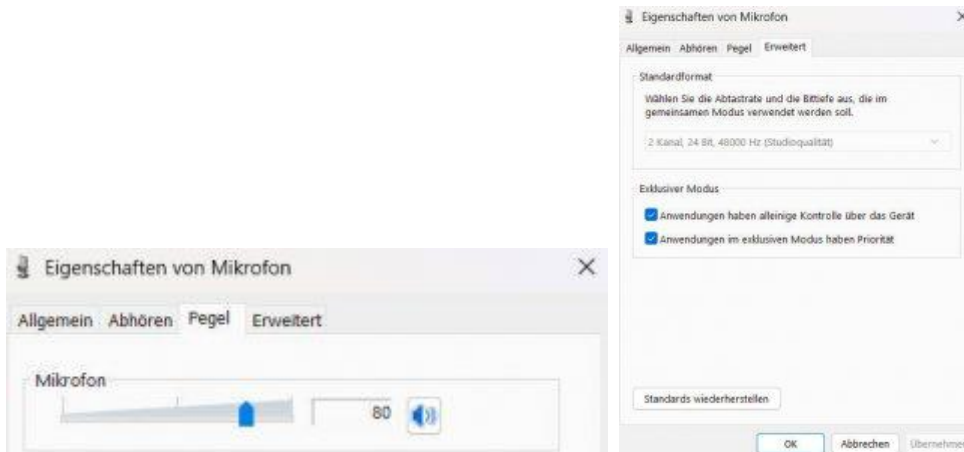 Eigenschaften von Mikrofon
Allgemein Abhören Pegel Erweitert
Mikrofon
80
Eigenschaften von Mikrofon
Allgemein Abhören Pegel Erweitert
Standardformat
Wählen Sie die Abtastrate und die Bittiefe aus, die im
gemeinsamen Modus verwendet werden soll.
2 Kanal, 24 Bit, 48000 Hz (Studioqualität)
Exklusiver Modus
Anwendungen haben alleinige Kontrolle über das Gerät
Anwendungen im exklusiven Modus haben Priorität
Standards wiederherstellen
OK Abbrechen Übernehmen